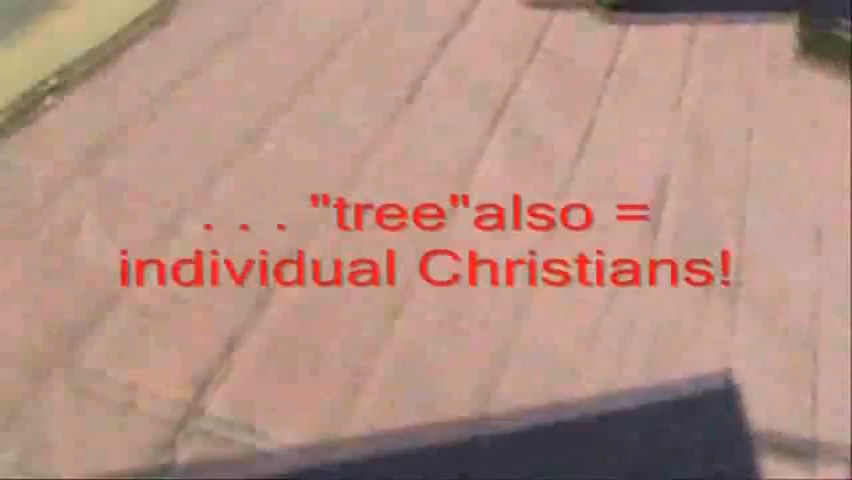 . . . "tree"also =
individual Christians!